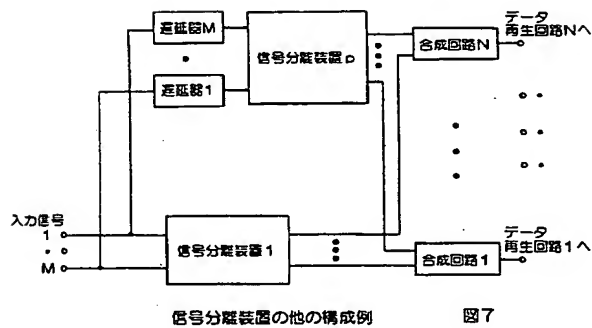 遅延器M
信号分離装置p
合成回路N
データ
再生回路Nへ
遅延器1
入力信号
1
M
信号分離装置1
合成回路1
データ
再生回路1へ
信号分離装置の他の構成例
図7